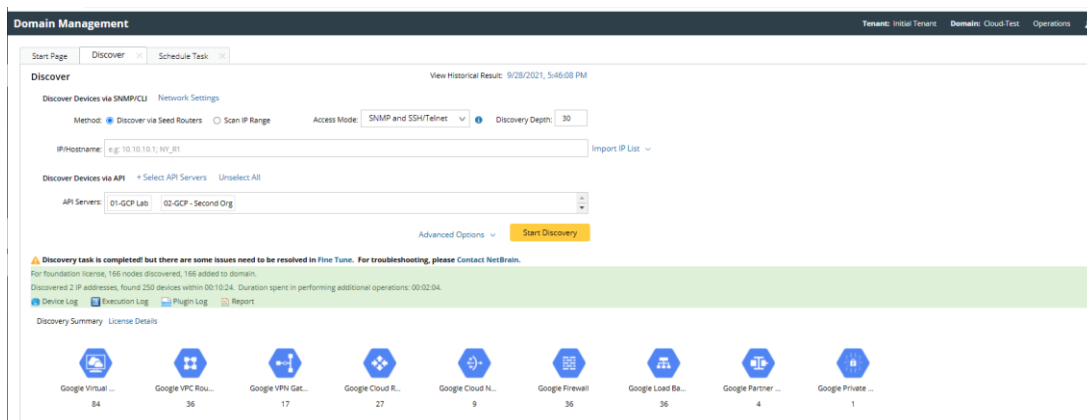 Domain Management
Tenant: Initial Tenant Domain: Cloud-Test Operations
Start Page Discover Schedule Task
Discover
View Historical Result: 9/28/2021, 5:46:08 PM
Discover Devices via SNMP/CLI Network Settings
Method: Discover via Seed Routers Scan IP Range Access Mode: SNMP and SSH/Telnet Discovery Depth: 30
IP/Hostname: e.g: 10.10.10.1; NY_R1 Import IP List
Discover Devices via API + Select API Servers Unselect All
API Servers: 01-GCP Lab 02-GCP - Second Org
Advanced Options Start Discovery
Discovery task is completed! but there are some issues need to be resolved in Fine Tune. For troubleshooting, please Contact NetBrain.
For foundation license, 166 nodes discovered, 166 added to domain.
Discovered 2 IP addresses, found 250 devices within 00:10:24. Duration spent in performing additional operations: 00:02:04.
Device Log Execution Log Plugin Log Report
Discovery Summary License Details
Google Virtual ... Google VPC Rou... Google VPN Gat... Google Cloud R... Google Cloud N... Google Firewall Google Load Ba... Google Partner ... Google Private ...
84 36 17 27 9 36 36 4 1